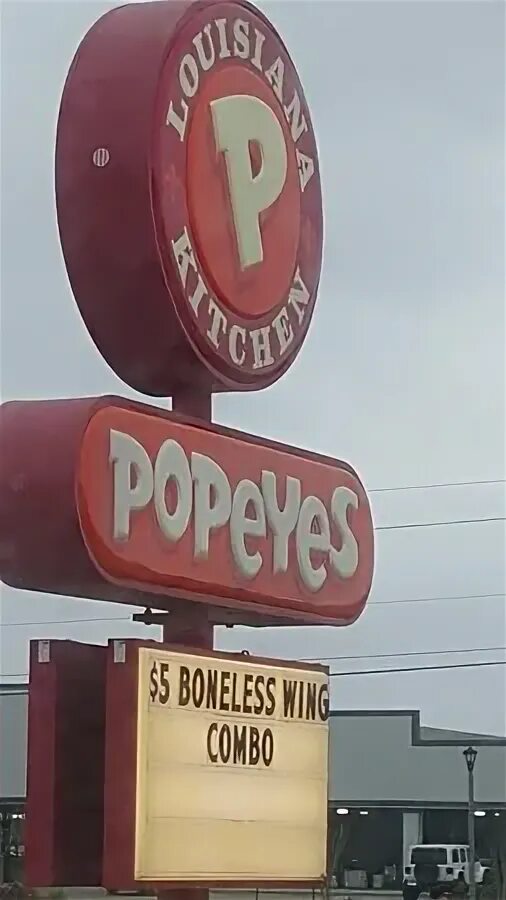 LOUISIANA
P
KITCHEN
POPEYES
$5 BONELESS WING
COMBO